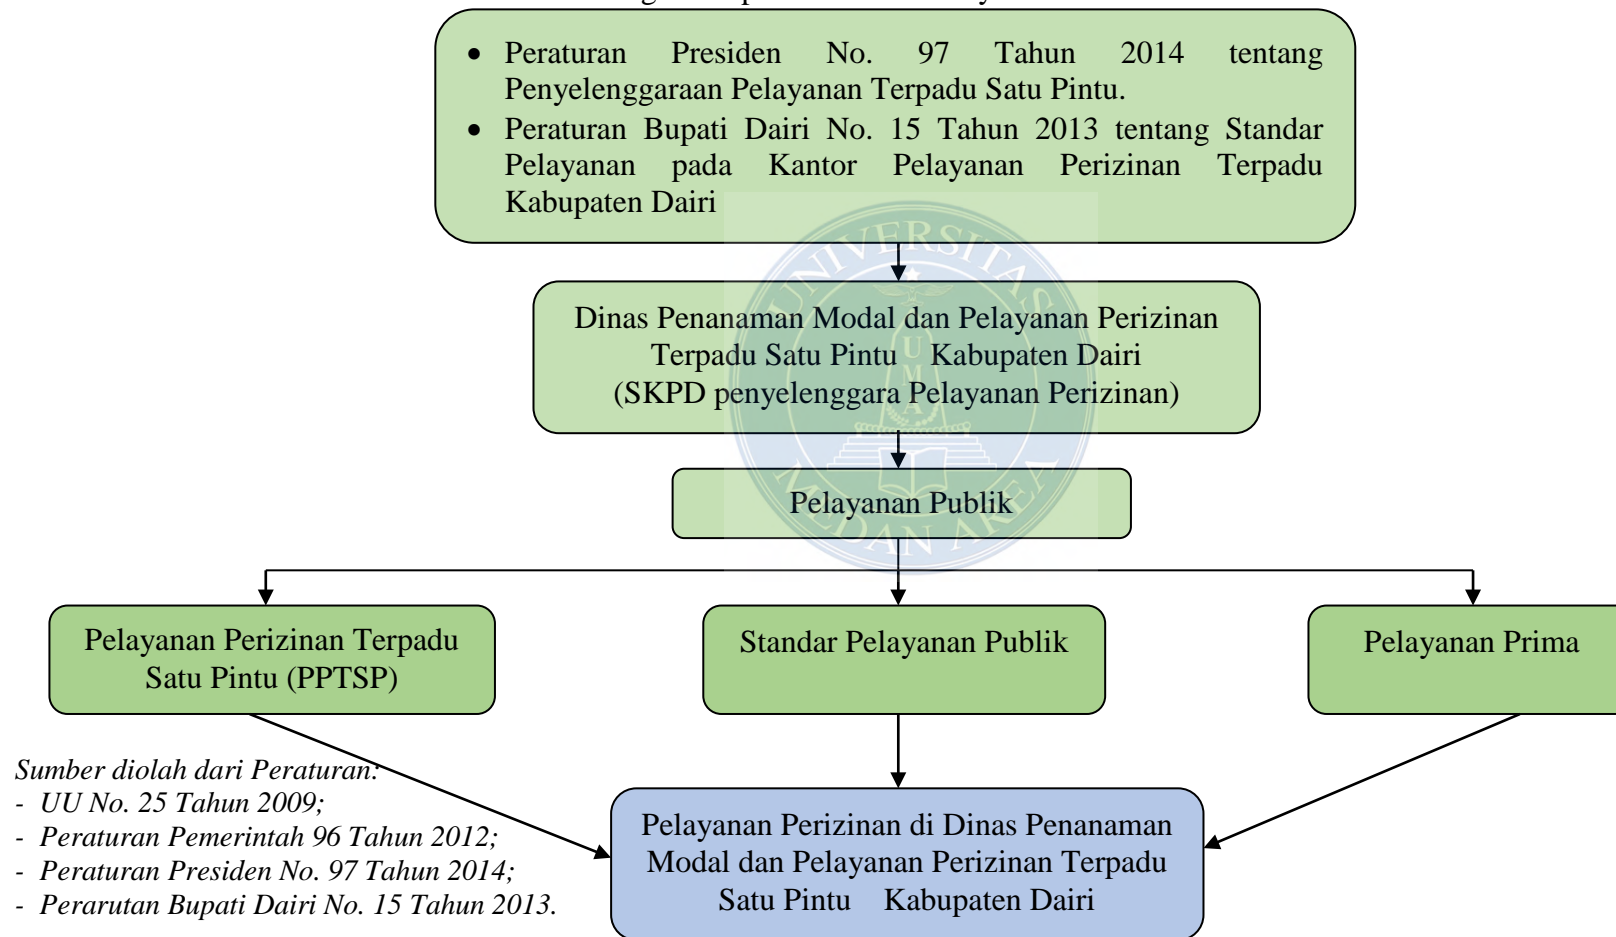 • Peraturan Presiden No. 97 Tahun 2014 tentang
Penyelenggaraan Pelayanan Terpadu Satu Pintu.
• Peraturan Bupati Dairi No. 15 Tahun 2013 tentang Standar
Pelayanan pada Kantor Pelayanan Perizinan Terpadu
Kabupaten Dairi
Dinas Penanaman Modal dan Pelayanan Perizinan
Terpadu Satu Pintu Kabupaten Dairi
(SKPD penyelenggara Pelayanan Perizinan)
UNIVERSITAS
UMA
MEDAN AREA
Pelayanan Publik
Pelayanan Perizinan Terpadu
Satu Pintu (PPTSP)
Standar Pelayanan Publik
Pelayanan Prima
Sumber diolah dari Peraturan:
- UU No. 25 Tahun 2009;
- Peraturan Pemerintah 96 Tahun 2012;
- Peraturan Presiden No. 97 Tahun 2014;
- Perarutan Bupati Dairi No. 15 Tahun 2013.
Pelayanan Perizinan di Dinas Penanaman
Modal dan Pelayanan Perizinan Terpadu
Satu Pintu Kabupaten Dairi